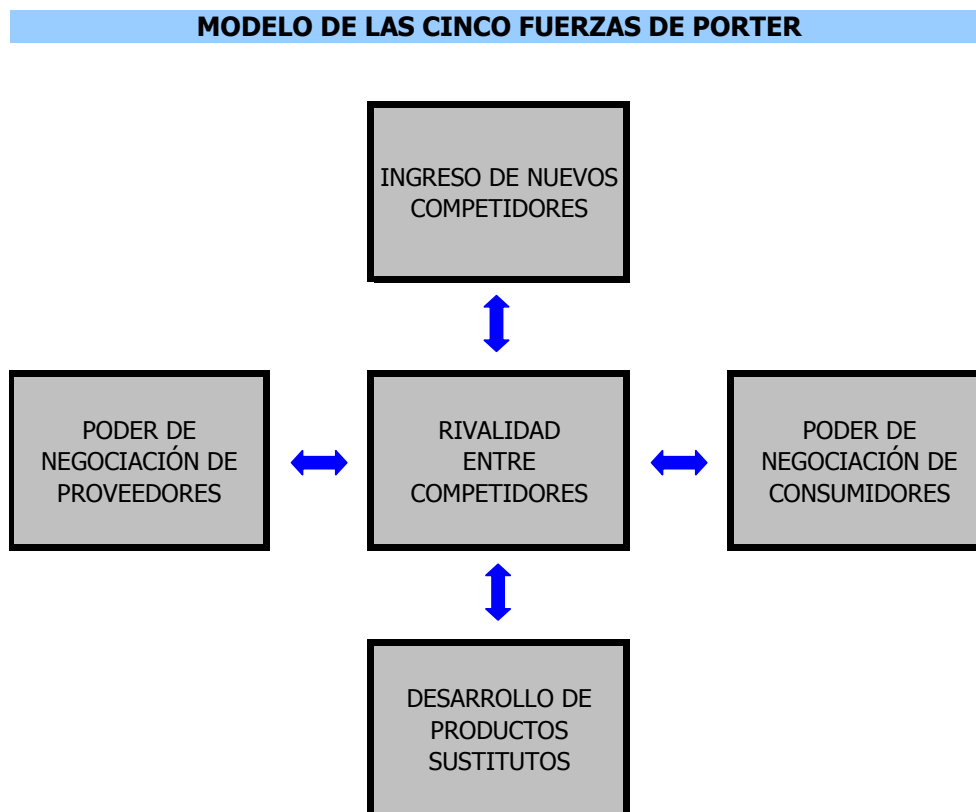 MODELO DE LAS CINCO FUERZAS DE PORTER
INGRESO DE NUEVOS
COMPETIDORES
PODER DE
NEGOCIACIÓN DE
PROVEEDORES
RIVALIDAD
ENTRE
COMPETIDORES
PODER DE
NEGOCIACIÓN DE
CONSUMIDORES
DESARROLLO DE
PRODUCTOS
SUSTITUTOS